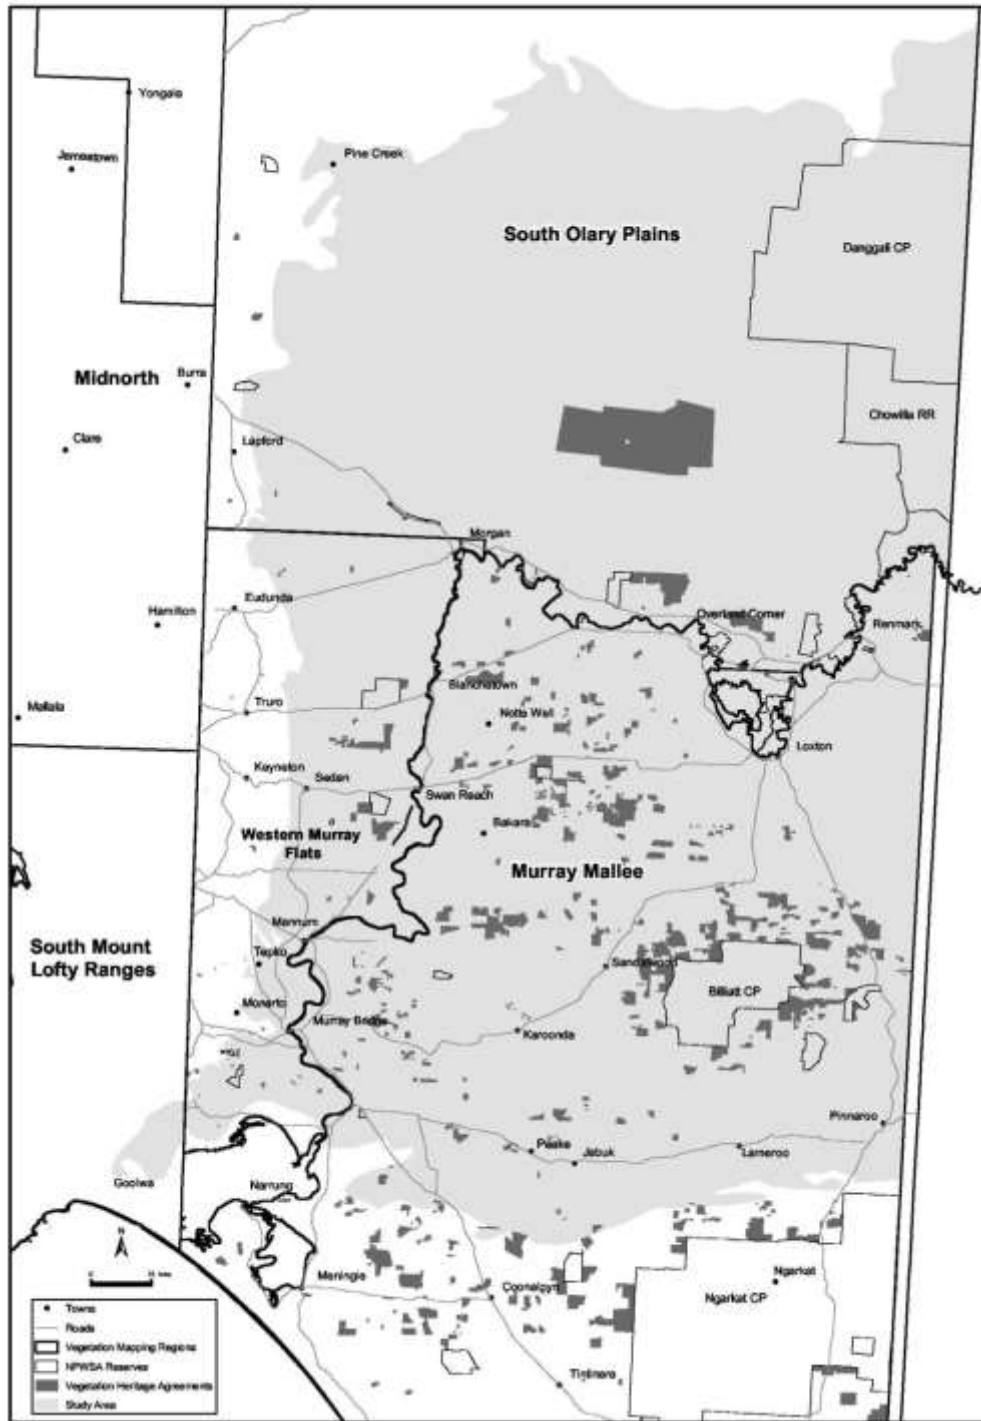 Yongala
Jamestown
Pine Creek
South Olary Plains
Danggali CP
Midnorth
Burra
Chowilla RR
Clare
Lapford
Morgan
Eudunda
Hamilton
Overland Corner
Renmark
Blanchetown
Truro
Mallala
Notts Well
Loxton
Keyneton
Sedan
Swan Reach
Bakara
Western Murray
Flats
Murray Mallee
Mannum
South Mount
Lofty Ranges
Tepko
Sandalwood
Billiatt CP
Monarto
Murray Bridge
Karoonda
Pinnaroo
Peake
Jabuk
Lameroo
Goolwa
Narrung
N
Meningie
Coonalpyn
Ngarkat
Ngarkat CP
Tintinara
Towns
Roads
Vegetation Mapping Regions
NPWSA Reserves
Vegetation Heritage Agreements
Study Area